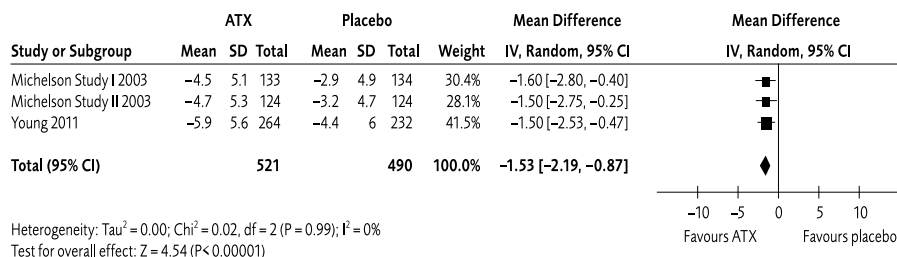 ATX Placebo Mean Difference Mean Difference
Study or Subgroup Mean SD Total Mean SD Total Weight IV, Random, 95% CI IV, Random, 95% CI
Michelson Study I 2003 −4.5 5.1 133 −2.9 4.9 134 30.4% −1.60 [−2.80, −0.40]
Michelson Study II 2003 −4.7 5.3 124 −3.2 4.7 124 28.1% −1.50 [−2.75, −0.25]
Young 2011 −5.9 5.6 264 −4.4 6 232 41.5% −1.50 [−2.53, −0.47]
Total (95% CI) 521 490 100.0% −1.53 [−2.19, −0.87]
−10 −5 0 5 10
Favours ATX Favours placebo
Heterogeneity: Tau² = 0.00; Chi² = 0.02, df = 2 (P = 0.99); I² = 0%
Test for overall effect: Z = 4.54 (P< 0.00001)